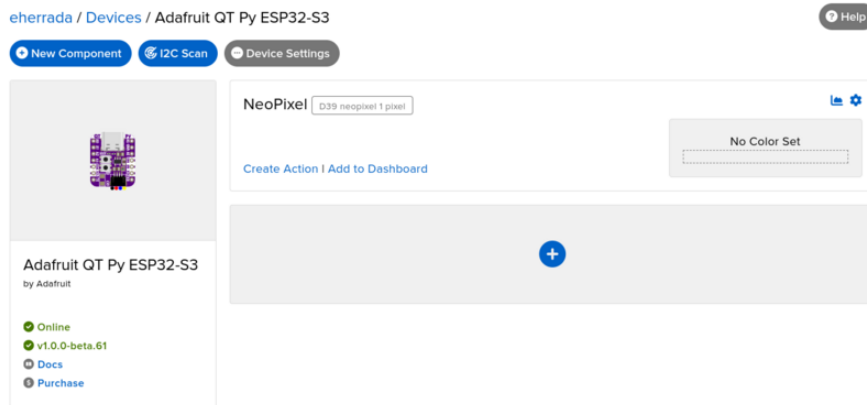 eherrada / Devices / Adafruit QT Py ESP32-S3
Help
New Component
I2C Scan
Device Settings
NeoPixel
D39 neopixel 1 pixel
No Color Set
Create Action | Add to Dashboard
Adafruit QT Py ESP32-S3
by Adafruit
Online
v1.0.0-beta.61
Docs
Purchase